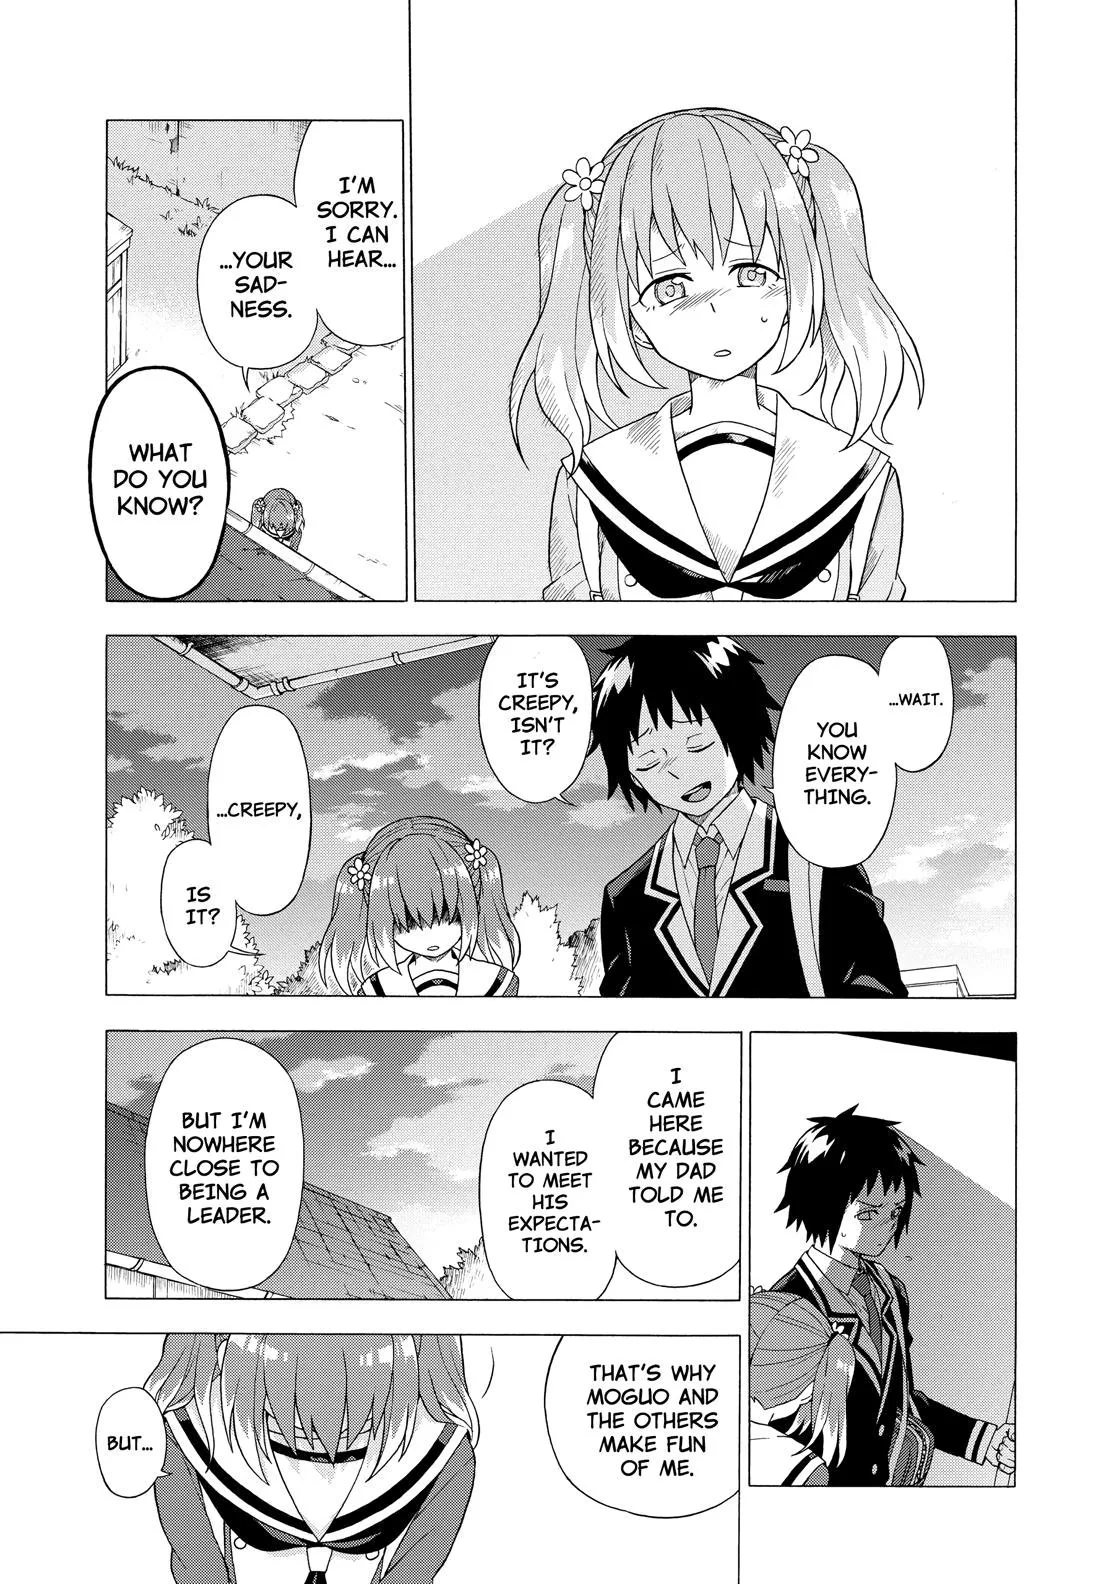 I'M
SORRY.
I CAN
HEAR...
...YOUR
SAD-
NESS.
WHAT
DO YOU
KNOW?
...WAIT.
YOU
KNOW
EVERY-
THING.
IT'S
CREEPY,
ISN'T
IT?
...CREEPY,
IS
IT?
I
CAME
HERE
BECAUSE
MY DAD
TOLD ME
TO.
I
WANTED
TO MEET
HIS
EXPECTA-
TIONS.
BUT I'M
NOWHERE
CLOSE TO
BEING A
LEADER.
THAT'S WHY
MOGUO AND
THE OTHERS
MAKE FUN
OF ME.
BUT...